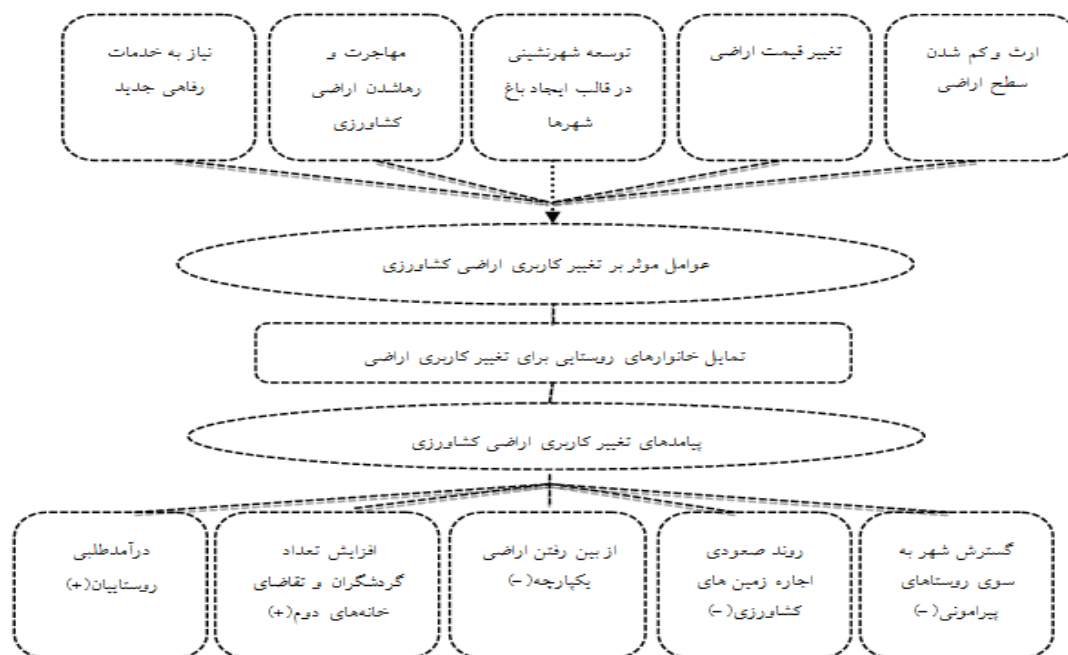 ارث و کم شدن
سطح اراضی
تغییر قیمت اراضی
توسعه شهرنشینی
در قالب ایجاد باغ
شهرها
مهاجرت و
رهاشدن اراضی
کشاورزی
نیاز به خدمات
رفاهی جدید
عوامل موثر بر تغییر کاربری اراضی کشاورزی
تمایل خانوارهای روستایی برای تغییر کاربری اراضی
پیامدهای تغییر کاربری اراضی کشاورزی
گسترش شهر به
سوی روستاهای
پیرامونی(-)
روند صعودی
اجاره زمین های
کشاورزی(-)
از بین رفتن اراضی
یکپارچه(-)
افزایش تعداد
گردشگران و تقاضای
خانه‌های دوم(+)
درآمدطلبی
روستاییان(+)